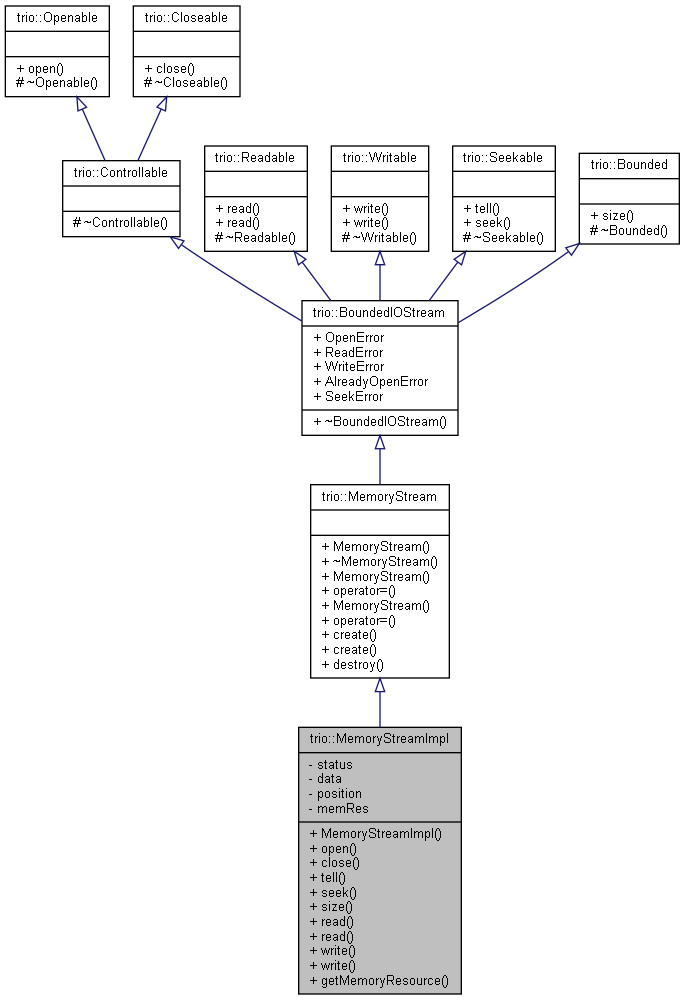 trio::Openable
+ open()
# ~Openable()
trio::Closeable
+ close()
# ~Closeable()
trio::Controllable
# ~Controllable()
trio::Readable
+ read()
+ read()
# ~Readable()
trio::Writable
+ write()
+ write()
# ~Writable()
trio::Seekable
+ tell()
+ seek()
# ~Seekable()
trio::Bounded
+ size()
# ~Bounded()
trio::BoundedIOStream
+ OpenError
+ ReadError
+ WriteError
+ AlreadyOpenError
+ SeekError
+ ~BoundedIOStream()
trio::MemoryStream
+ MemoryStream()
+ ~MemoryStream()
+ MemoryStream()
+ operator=()
+ MemoryStream()
+ operator=()
+ create()
+ create()
+ destroy()
trio::MemoryStreamImpl
- status
- data
- position
- memRes
+ MemoryStreamImpl()
+ open()
+ close()
+ tell()
+ seek()
+ size()
+ read()
+ read()
+ write()
+ write()
+ getMemoryResource()